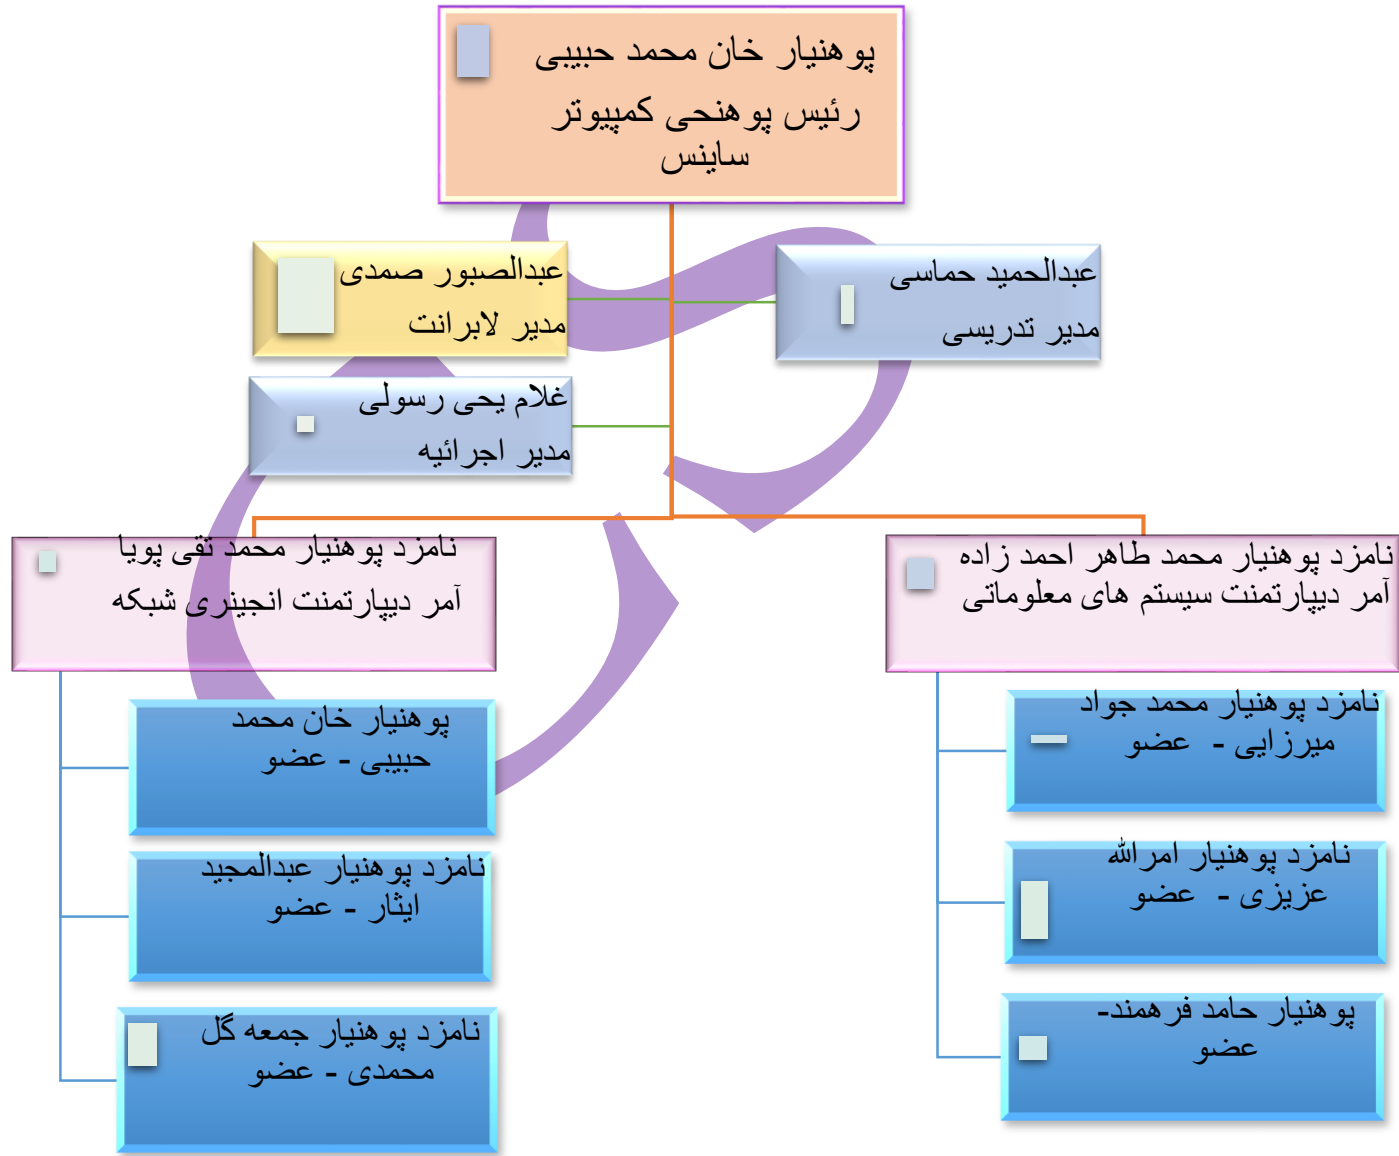 پوهنیار خان محمد حبیبی
رئیس پوهنحی کمپیوتر
ساینس
عبدالصبور صمدی
مدیر لابرانت
عبدالحمید حماسی
مدیر تدریسی
غلام یحی رسولی
مدیر اجرائیه
نامزد پوهنیار محمد طاهر احمد زاده
آمر دیپارتمنت سیستم های معلوماتی
نامزد پوهنیار محمد جواد
میرزایی - عضو
نامزد پوهنیار امرالله
عزیزی - عضو
پوهنیار حامد فرهمند-
عضو
نامزد پوهنیار محمد تقی پویا
آمر دیپارتمنت انجینری شبکه
پوهنیار خان محمد
حبیبی - عضو
نامزد پوهنیار عبدالمجید
ایثار - عضو
نامزد پوهنیار جمعه گل
محمدی - عضو